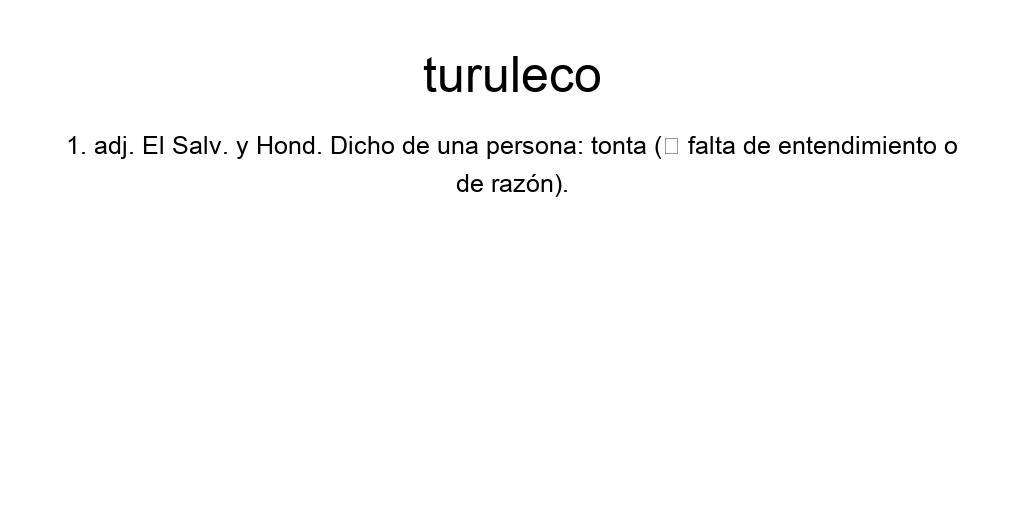 turuleco
1. adj. El Salv. y Hond. Dicho de una persona: tonta (□ falta de entendimiento o
de razón).